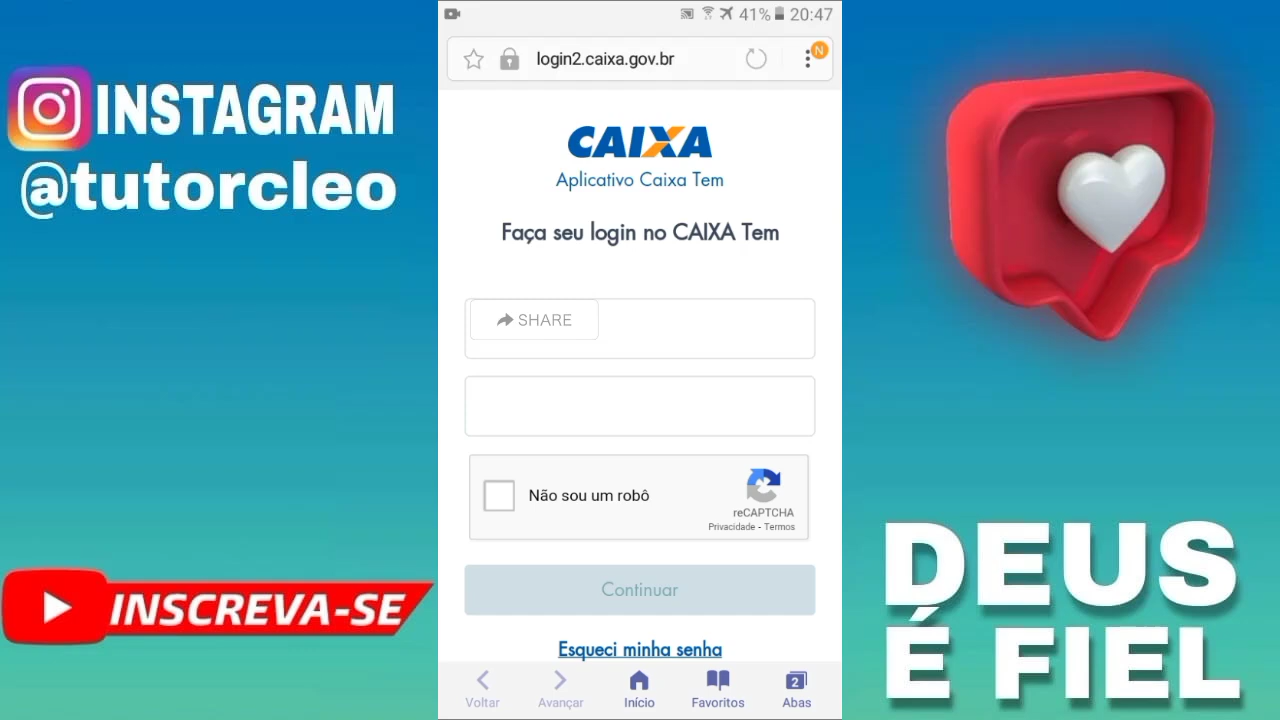 INSTAGRAM
@tutorcleo
INSCREVA-SE
41% 20:47
login2.caixa.gov.br
N
CAIXA
Aplicativo Caixa Tem
Faça seu login no CAIXA Tem
SHARE
Não sou um robô
reCAPTCHA
Privacidade - Termos
Continuar
Esqueci minha senha
Voltar Avançar Início Favoritos 2 Abas
DEUS
É FIEL